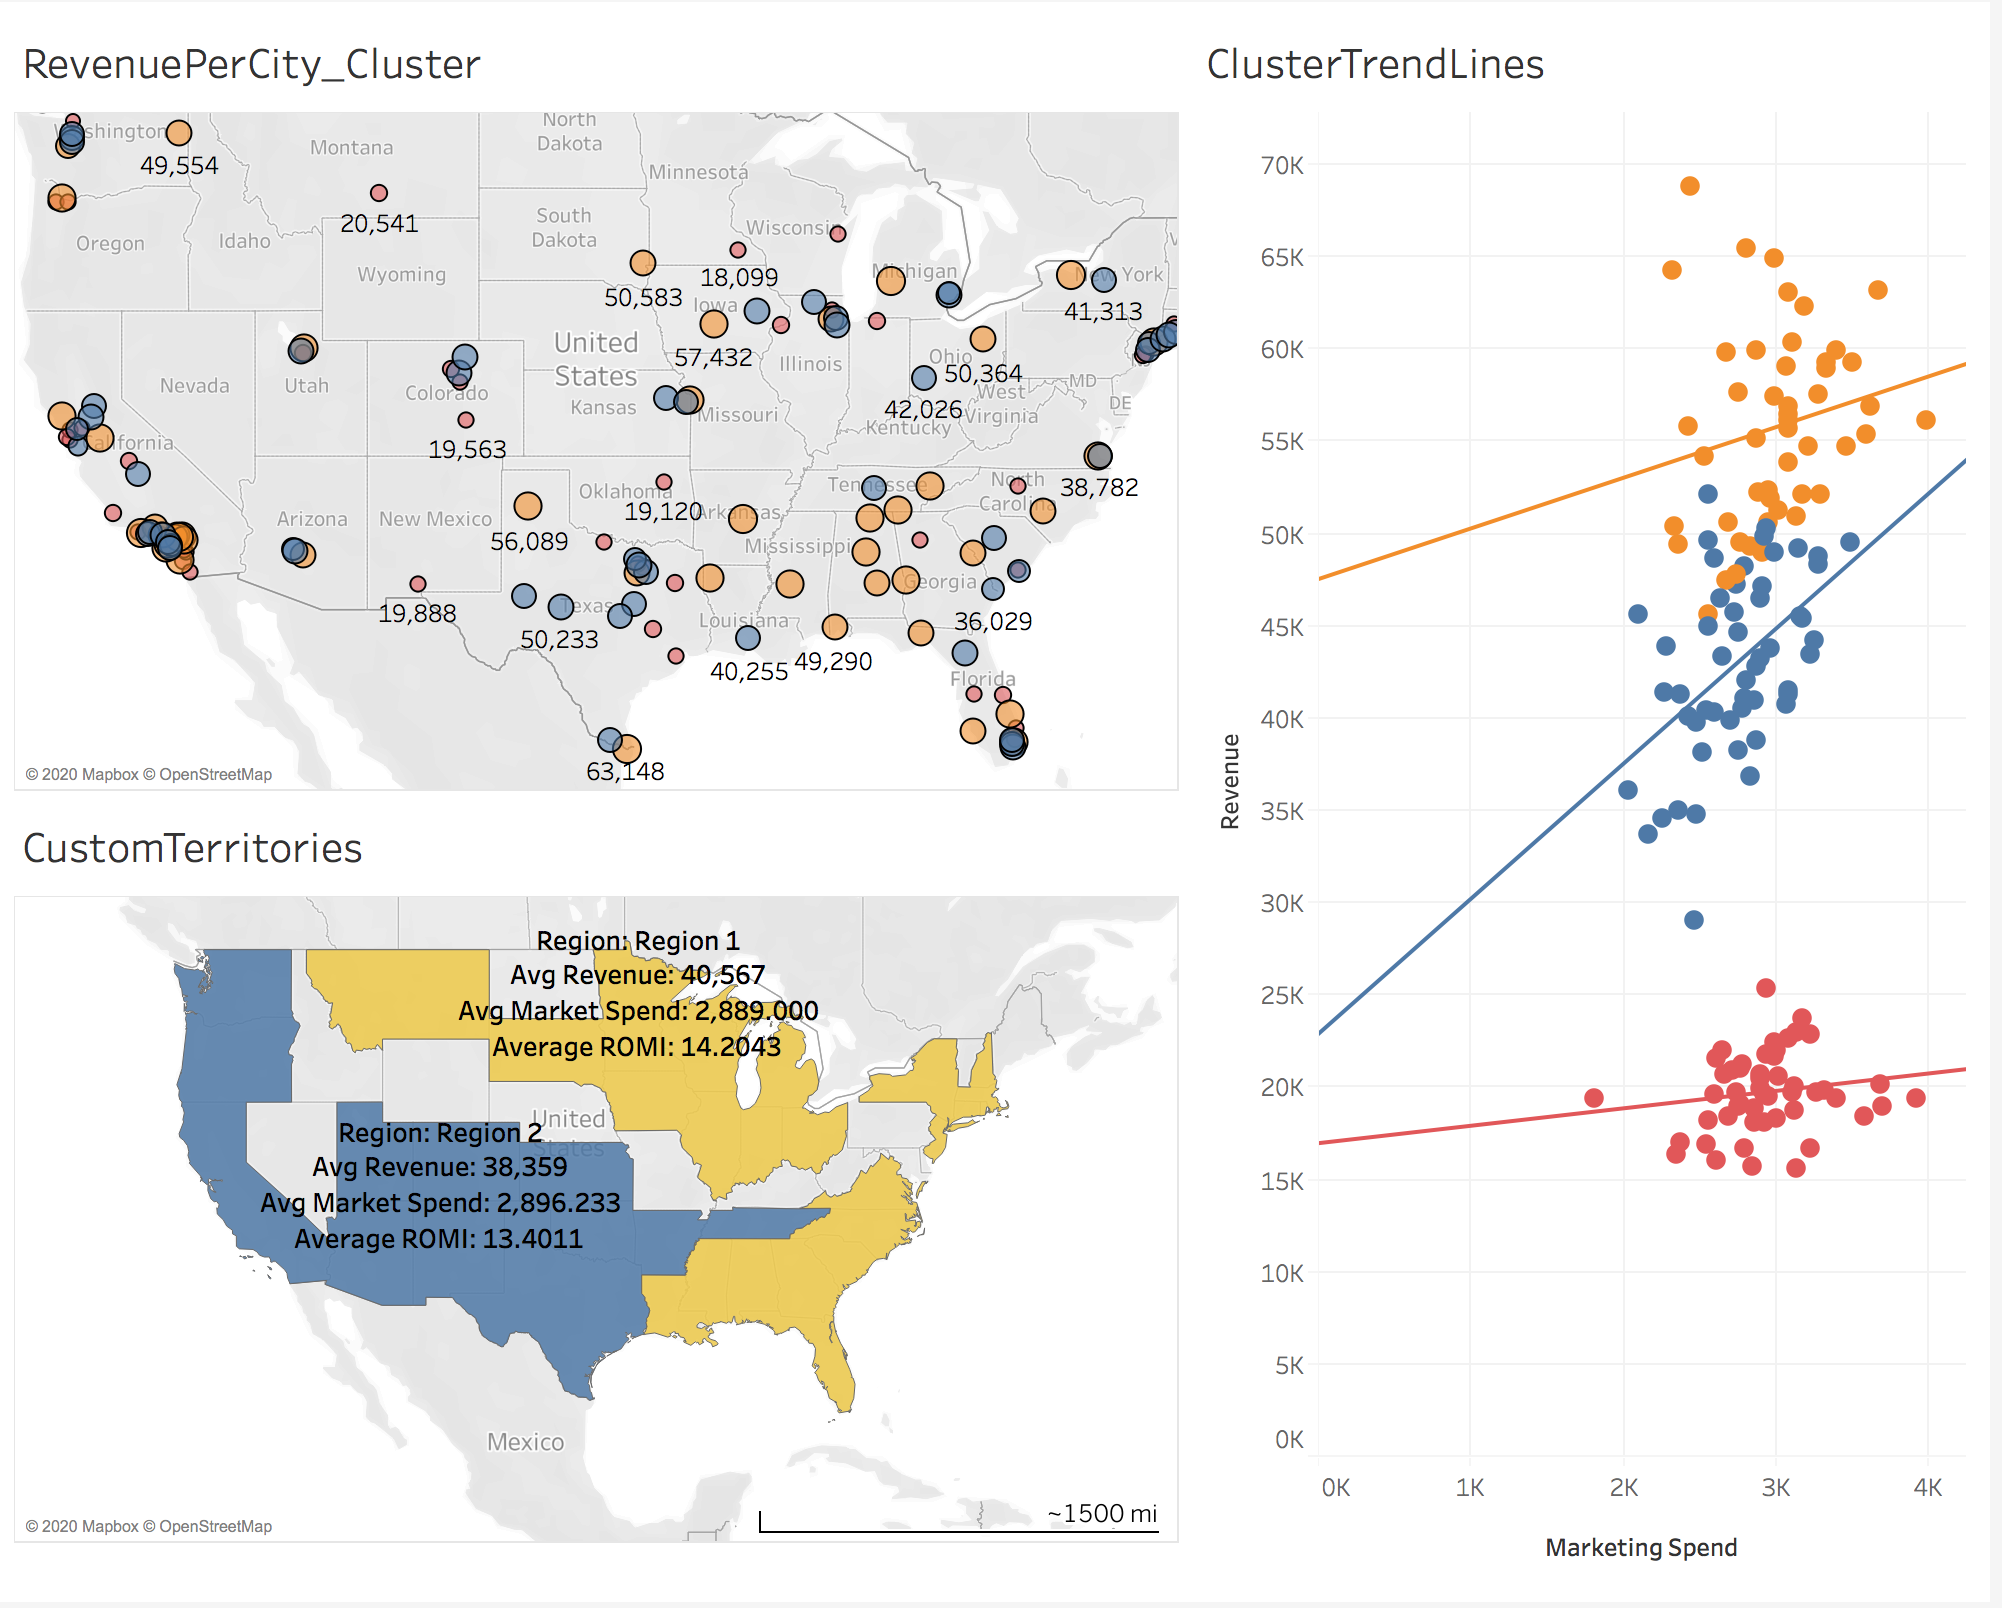 RevenuePerCity_Cluster
Washington
49,554
Montana
North
Dakota
Minnesota
20,541
Oregon
Idaho
South
Dakota
Wisconsin
Wyoming
18,099
50,583
Michigan
New York
41,313
Iowa
57,432
United
States
Illinois
Ohio
50,364
Nevada
Utah
Colorado
Kansas
Missouri
42,026
West
Virginia
MD
DE
Kentucky
California
19,563
38,782
Oklahoma
19,120
Arkansas
Tennessee
North
Carolina
Arizona
New Mexico
56,089
Mississippi
Georgia
19,888
Texas
50,233
Louisiana
36,029
40,255
49,290
Florida
63,148
© 2020 Mapbox © OpenStreetMap
CustomTerritories
Region: Region 1
Avg Revenue: 40,567
Avg Market Spend: 2,889.000
Average ROMI: 14.2043
United
States
Region: Region 2
Avg Revenue: 38,359
Avg Market Spend: 2,896.233
Average ROMI: 13.4011
Mexico
~1500 mi
© 2020 Mapbox © OpenStreetMap
ClusterTrendLines
70K
65K
60K
55K
50K
45K
40K
35K
30K
25K
20K
15K
10K
5K
0K
Revenue
0K
1K
2K
3K
4K
Marketing Spend